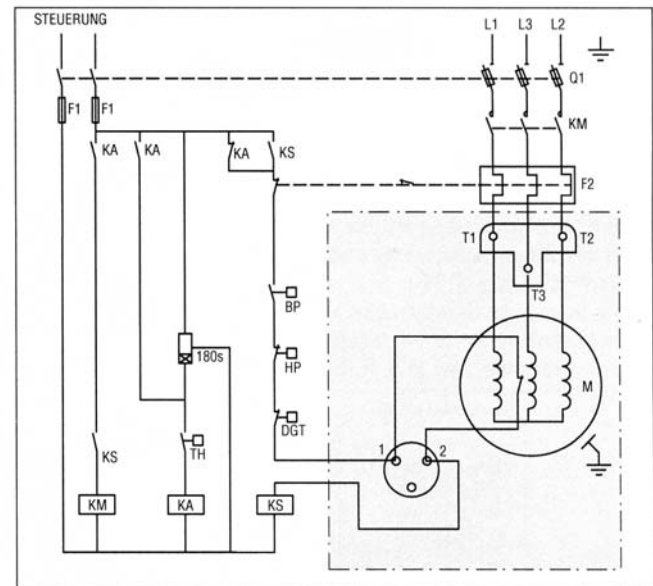 STEUERUNG
L1 L3 L2
Q1
F1 F1
KM
KA KA KA KS
F2
T1 T2
T3
BP
180s
HP
M
DGT
1 2
KS TH
KM KA KS